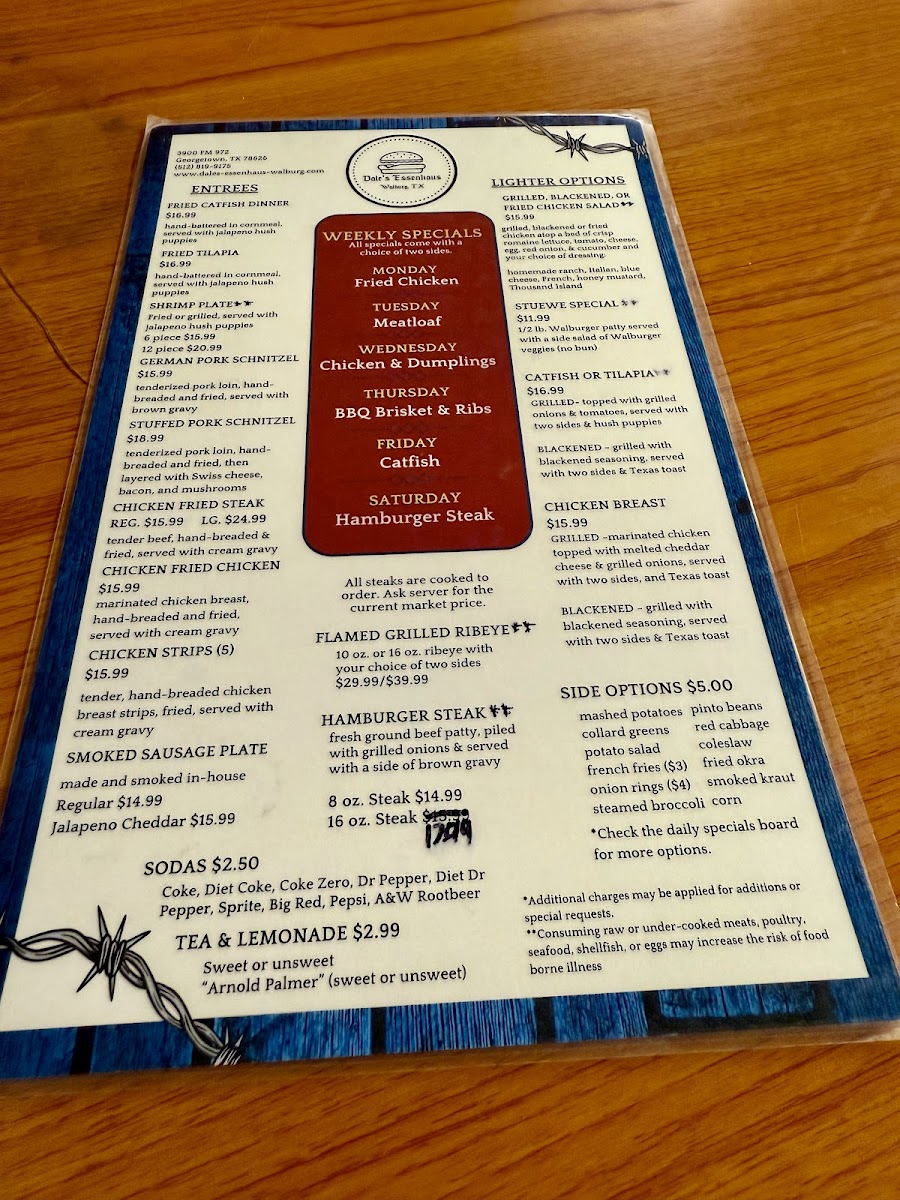 3900 FM 972
Georgetown, TX 78626
(512) 819-9175
www.dales-essenhaus-walburg.com
Dale's Essenhaus
Walburg, TX
ENTREES
FRIED CATFISH DINNER
$16.99
hand-battered in cornmeal,
served with jalapeno hush
puppies
FRIED TILAPIA
$16.99
hand-battered in cornmeal,
served with jalapeno hush
puppies
SHRIMP PLATE**
Fried or grilled, served with
jalapeno hush puppies
6 piece $15.99
12 piece $20.99
GERMAN PORK SCHNITZEL
$15.99
tenderized pork loin, hand-
breaded and fried, served with
brown gravy
STUFFED PORK SCHNITZEL
$18.99
tenderized pork loin, hand-
breaded and fried, then
layered with Swiss cheese,
bacon, and mushrooms
CHICKEN FRIED STEAK
REG. $15.99 LG. $24.99
tender beef, hand-breaded &
fried, served with cream gravy
CHICKEN FRIED CHICKEN
$15.99
marinated chicken breast,
hand-breaded and fried,
served with cream gravy
CHICKEN STRIPS (5)
$15.99
tender, hand-breaded chicken
breast strips, fried, served with
cream gravy
SMOKED SAUSAGE PLATE
made and smoked in-house
Regular $14.99
Jalapeno Cheddar $15.99
WEEKLY SPECIALS
All specials come with a
choice of two sides.
MONDAY
Fried Chicken
TUESDAY
Meatloaf
WEDNESDAY
Chicken & Dumplings
THURSDAY
BBQ Brisket & Ribs
FRIDAY
Catfish
SATURDAY
Hamburger Steak
All steaks are cooked to
order. Ask server for the
current market price.
FLAMED GRILLED RIBEYE**
10 oz. or 16 oz. ribeye with
your choice of two sides
$29.99/$39.99
HAMBURGER STEAK**
fresh ground beef patty, piled
with grilled onions & served
with a side of brown gravy
8 oz. Steak $14.99
16 oz. Steak
LIGHTER OPTIONS
GRILLED, BLACKENED, OR
FRIED CHICKEN SALAD**
$15.99
grilled, blackened or fried
chicken atop a bed of crisp
romaine lettuce, tomato, cheese,
egg, red onion, & cucumber and
your choice of dressing:
homemade ranch, Italian, blue
cheese, French, honey mustard,
Thousand Island
STUEWE SPECIAL**
$11.99
1/2 lb. Walburger patty served
with a side salad of Walburger
veggies (no bun)
CATFISH OR TILAPIA**
$16.99
GRILLED- topped with grilled
onions & tomatoes, served with
two sides & hush puppies
BLACKENED - grilled with
blackened seasoning, served
with two sides & Texas toast
CHICKEN BREAST
$15.99
GRILLED -marinated chicken
topped with melted cheddar
cheese & grilled onions, served
with two sides, and Texas toast
BLACKENED - grilled with
blackened seasoning, served
with two sides & Texas toast
SIDE OPTIONS $5.00
mashed potatoes pinto beans
collard greens red cabbage
potato salad coleslaw
french fries ($3) fried okra
onion rings ($4) smoked kraut
steamed broccoli corn
*Check the daily specials board
for more options.
SODAS $2.50
Coke, Diet Coke, Coke Zero, Dr Pepper, Diet Dr
Pepper, Sprite, Big Red, Pepsi, A&W Rootbeer
TEA & LEMONADE $2.99
Sweet or unsweet
"Arnold Palmer" (sweet or unsweet)
*Additional charges may be applied for additions or
special requests.
**Consuming raw or under-cooked meats, poultry,
seafood, shellfish, or eggs may increase the risk of food
borne illness